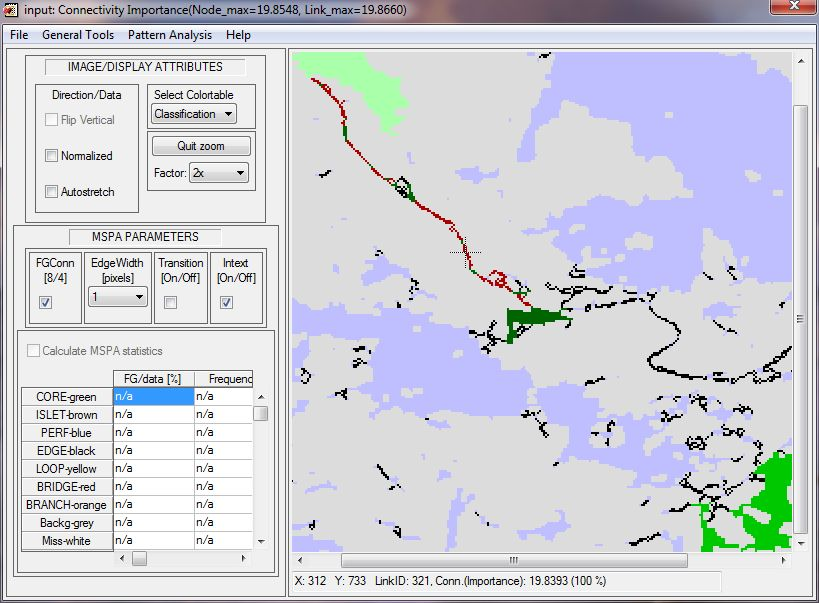 input: Connectivity Importance(Node_max=19.8548, Link_max=19.8660)
x
File General Tools Pattern Analysis Help
IMAGE/DISPLAY ATTRIBUTES
Direction/Data
Flip Vertical
Normalized
Autostretch
Select Colortable
Classification
Quit zoom
Factor: 2x
MSPA PARAMETERS
FGConn EdgeWidth Transition Intext
[8/4] [pixels] [On/Off] [On/Off]
1
Calculate MSPA statistics
FG/data [%] Frequenc
CORE-green n/a n/a
ISLET-brown n/a n/a
PERF-blue n/a n/a
EDGE-black n/a n/a
LOOP-yellow n/a n/a
BRIDGE-red n/a n/a
BRANCH-orange n/a n/a
Backg-grey n/a n/a
Miss-white n/a n/a
X: 312 Y: 733 LinkID: 321, Conn.(Importance): 19.8393 (100 %)